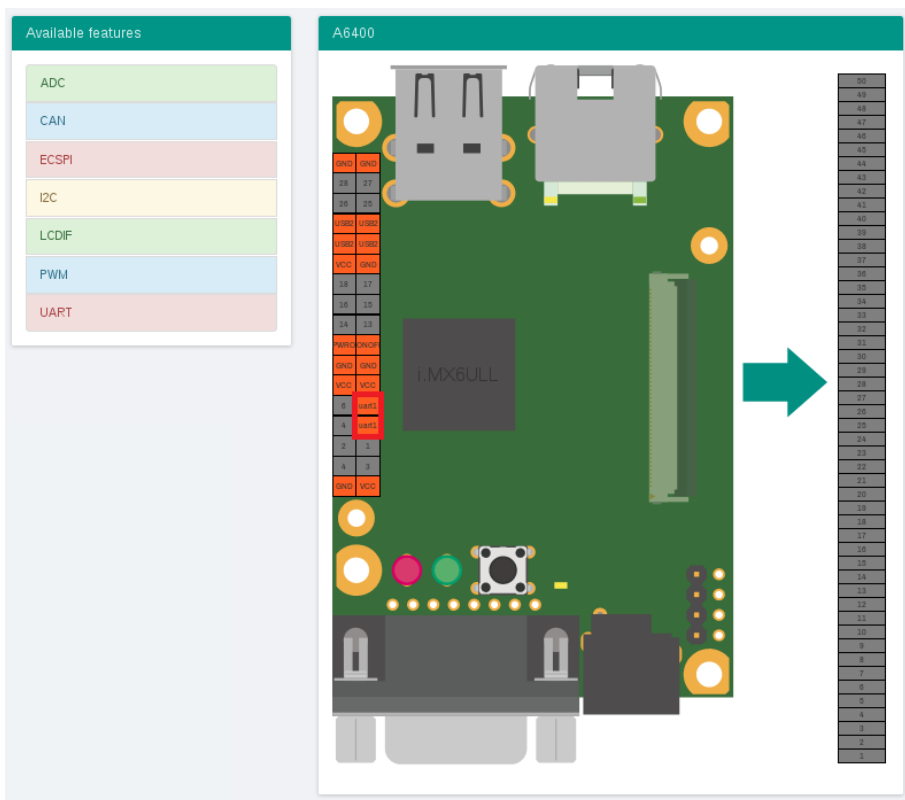 Available features
ADC
CAN
ECSPI
I2C
LCDIF
PWM
UART
A6400
GND GND
28 27
26 25
USB2 USB2
USB2 USB2
VCC GND
18 17
16 15
14 13
PWRO ONOFF
GND GND
VCC VCC
6 uart1
4 uart1
2 1
4 3
GND VCC
i.MX6ULL
50
49
48
47
46
45
44
43
42
41
40
39
38
37
36
35
34
33
32
31
30
29
28
27
26
25
24
23
22
21
20
19
18
17
16
15
14
13
12
11
10
9
8
7
6
5
4
3
2
1